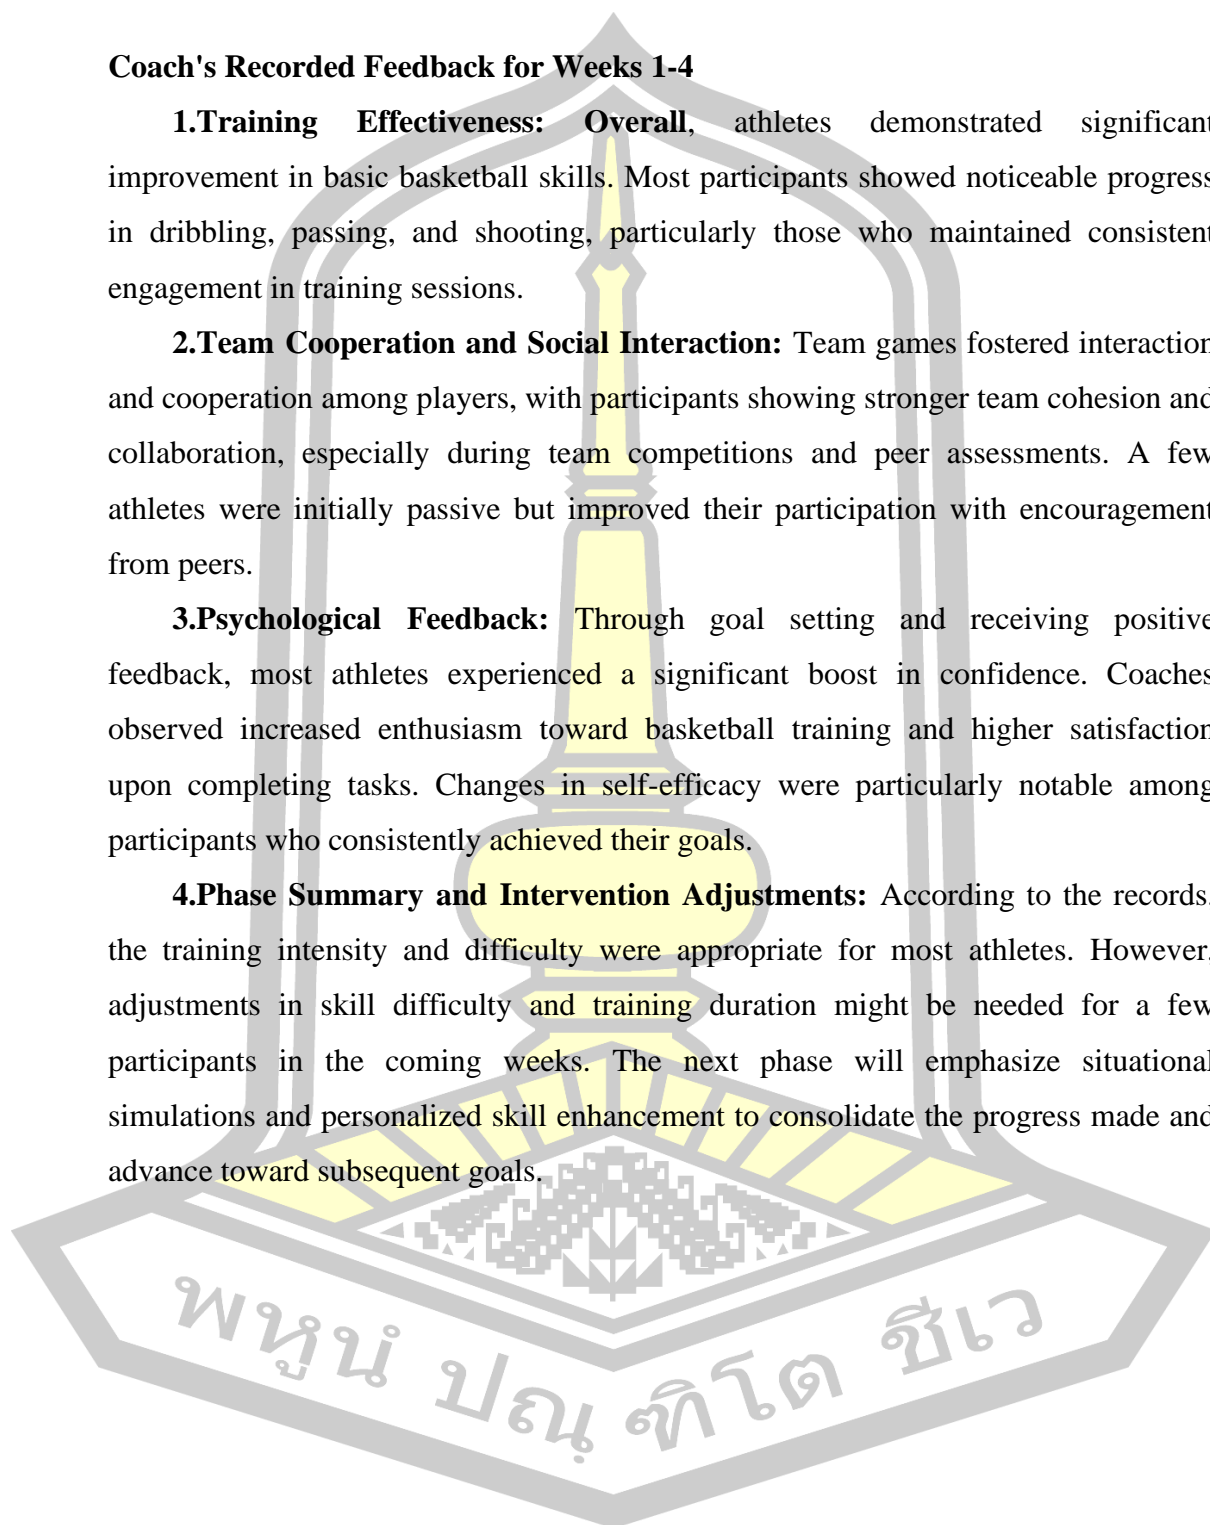 Coach's Recorded Feedback for Weeks 1-4
1.Training Effectiveness: Overall, athletes demonstrated significant
improvement in basic basketball skills. Most participants showed noticeable progress
in dribbling, passing, and shooting, particularly those who maintained consistent
engagement in training sessions.
2.Team Cooperation and Social Interaction: Team games fostered interaction
and cooperation among players, with participants showing stronger team cohesion and
collaboration, especially during team competitions and peer assessments. A few
athletes were initially passive but improved their participation with encouragement
from peers.
3.Psychological Feedback: Through goal setting and receiving positive
feedback, most athletes experienced a significant boost in confidence. Coaches
observed increased enthusiasm toward basketball training and higher satisfaction
upon completing tasks. Changes in self-efficacy were particularly notable among
participants who consistently achieved their goals.
4.Phase Summary and Intervention Adjustments: According to the records,
the training intensity and difficulty were appropriate for most athletes. However,
adjustments in skill difficulty and training duration might be needed for a few
participants in the coming weeks. The next phase will emphasize situational
simulations and personalized skill enhancement to consolidate the progress made and
advance toward subsequent goals.
พหูนํ ปณฺฑิโต ชีเว